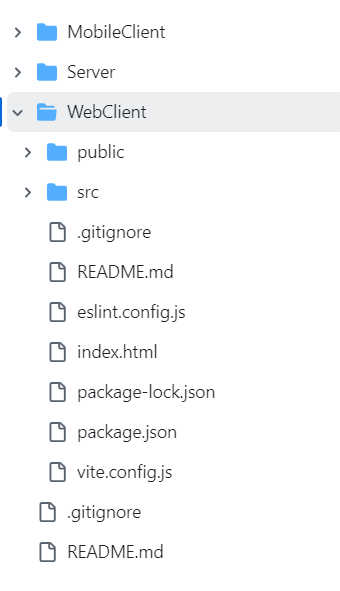 MobileClient
Server
WebClient
public
src
.gitignore
README.md
eslint.config.js
index.html
package-lock.json
package.json
vite.config.js
.gitignore
README.md